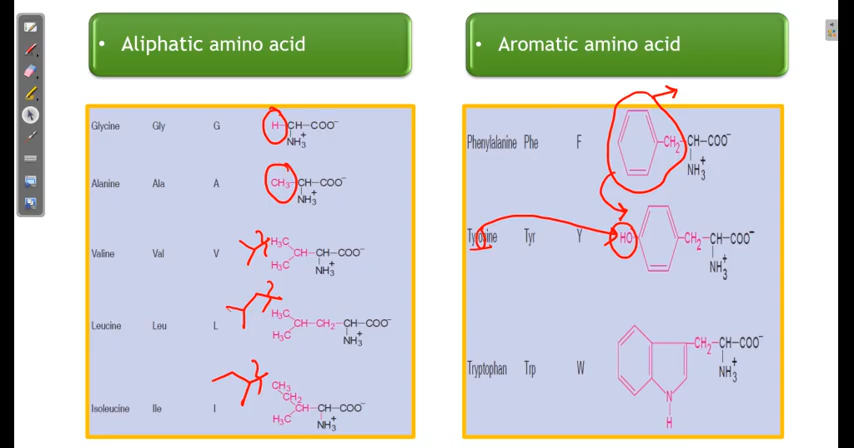 • Aliphatic amino acid
Glycine Gly G H–CH–COO⁻
NH₃⁺
Alanine Ala A CH₃–CH–COO⁻
NH₃⁺
Valine Val V H₃C
CH–CH–COO⁻
H₃C NH₃⁺
Leucine Leu L H₃C
CH–CH₂–CH–COO⁻
H₃C NH₃⁺
Isoleucine Ile I CH₃
CH₂
CH–CH–COO⁻
H₃C NH₃⁺
• Aromatic amino acid
Phenylalanine Phe F CH₂–CH–COO⁻
NH₃⁺
Tyrosine Tyr Y HO CH₂–CH–COO⁻
NH₃⁺
Tryptophan Trp W CH₂–CH–COO⁻
NH₃⁺
N
H